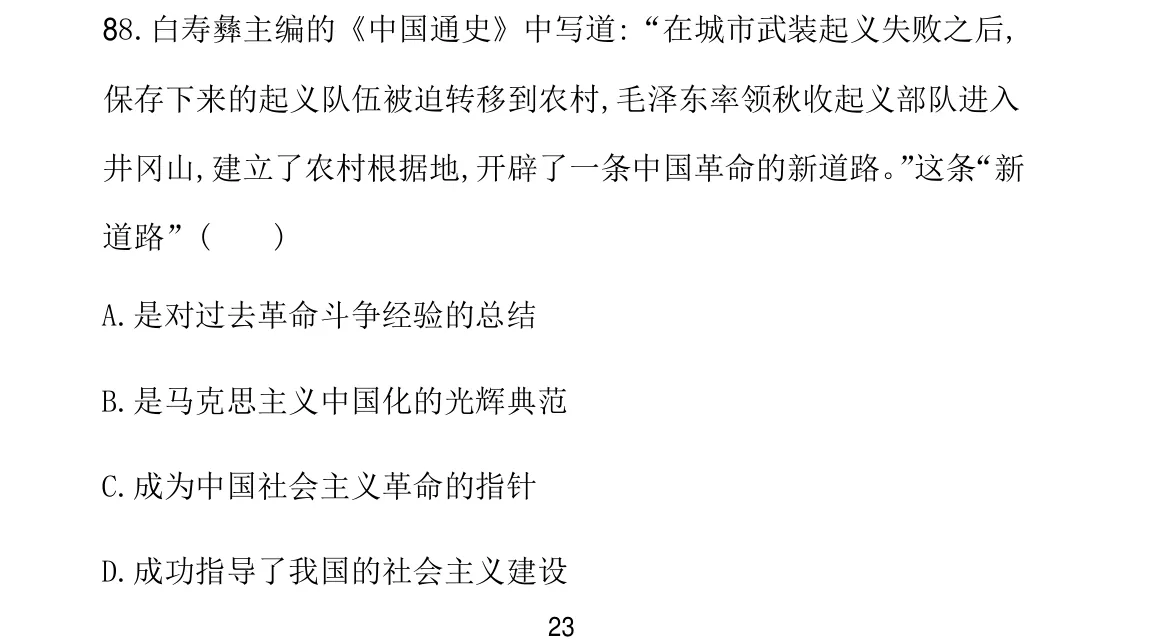 88.白寿彝主编的《中国通史》中写道:“在城市武装起义失败之后,
保存下来的起义队伍被迫转移到农村,毛泽东率领秋收起义部队进入
井冈山,建立了农村根据地,开辟了一条中国革命的新道路。”这条“新
道路”(　　)
A.是对过去革命斗争经验的总结
B.是马克思主义中国化的光辉典范
C.成为中国社会主义革命的指针
D.成功指导了我国的社会主义建设
23